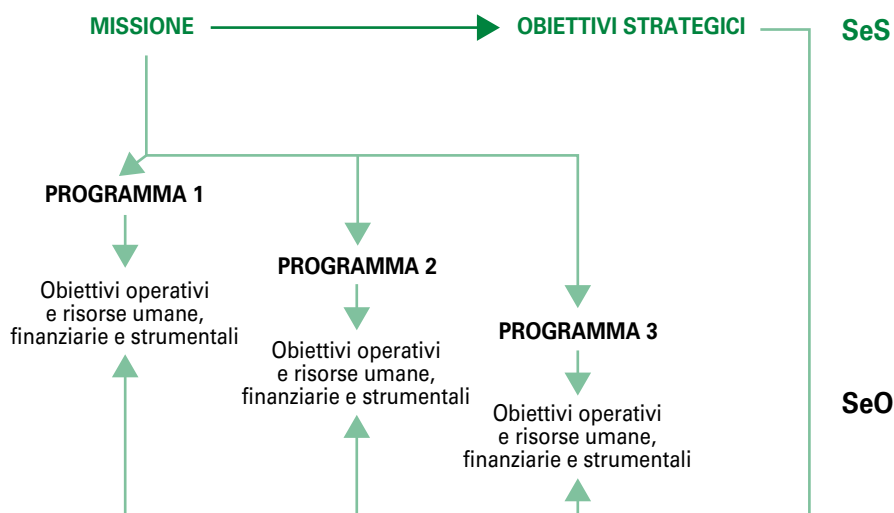 MISSIONE
OBIETTIVI STRATEGICI
SeS
PROGRAMMA 1
Obiettivi operativi
e risorse umane,
finanziarie e strumentali
PROGRAMMA 2
Obiettivi operativi
e risorse umane,
finanziarie e strumentali
PROGRAMMA 3
Obiettivi operativi
e risorse umane,
finanziarie e strumentali
SeO